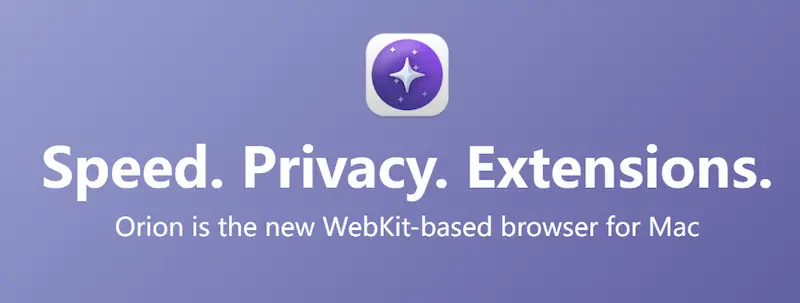 Speed. Privacy. Extensions.
Orion is the new WebKit-based browser for Mac